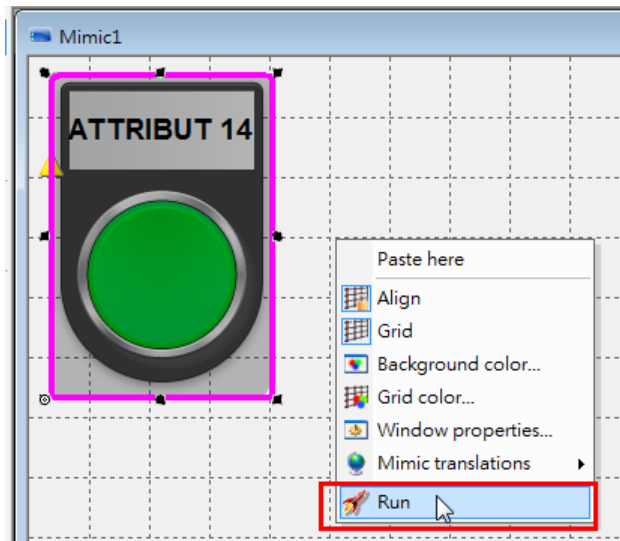 Mimic1
ATTRIBUT 14
Paste here
Align
Grid
Background color...
Grid color...
Window properties...
Mimic translations
Run